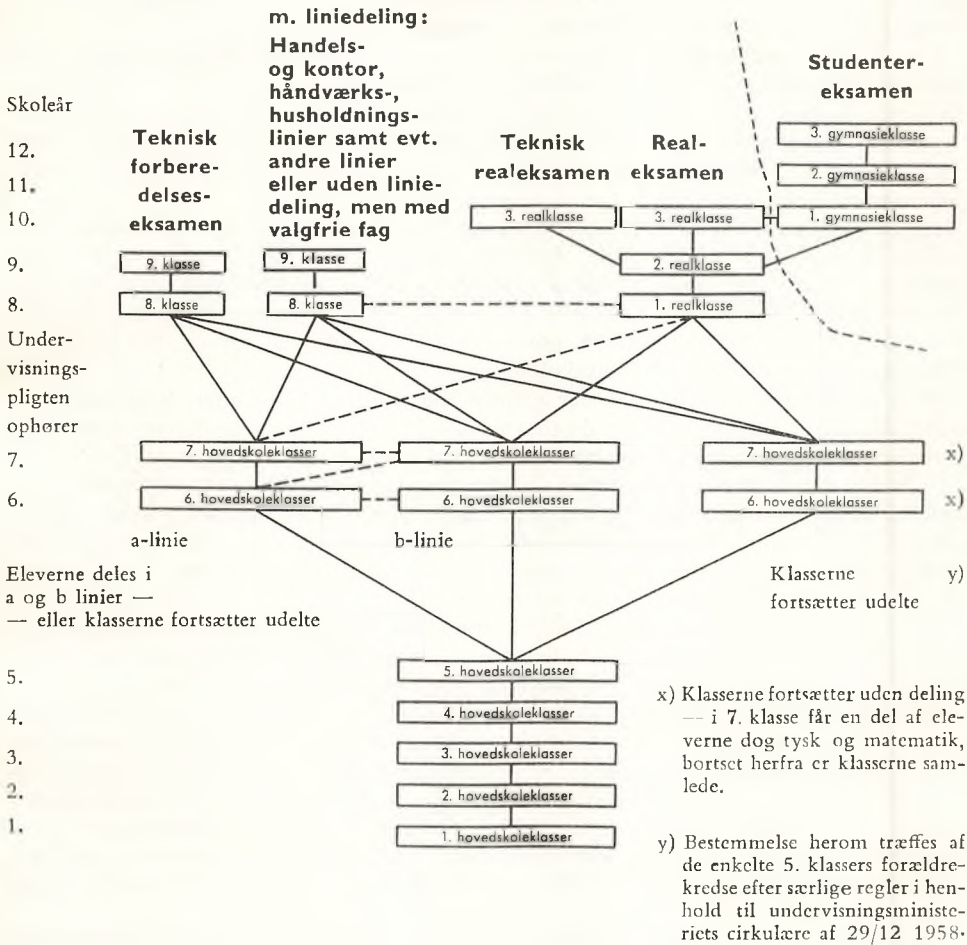 m. liniedeling:
Handels-
og kontor,
håndværks-,
husholdnings-
linier samt evt.
andre linier
eller uden linie-
deling, men med
valgfrie fag
Studenter-
eksamen
Skoleår
Teknisk
forbere-
delses-
eksamen
Teknisk
realeksamen
Real-
eksamen
12.
3. gymnasieklasse
11.
2. gymnasieklasse
10.
3. realklasse
3. realklasse
1. gymnasieklasse
9.
9. klasse
9. klasse
2. realklasse
8.
8. klasse
8. klasse
1. realklasse
Under-
visnings-
pligten
ophører
7.
7. hovedskoleklasser
7. hovedskoleklasser
7. hovedskoleklasser
x)
6.
6. hovedskoleklasser
6. hovedskoleklasser
6. hovedskoleklasser
x)
a-linie
b-linie
Eleverne deles i
a og b linier —
— eller klasserne fortsætter udelte
Klasserne
fortsætter udelte
y)
5.
5. hovedskoleklasser
4.
4. hovedskoleklasser
3.
3. hovedskoleklasser
2.
2. hovedskoleklasser
1.
1. hovedskoleklasser
x) Klasserne fortsætter uden deling
— i 7. klasse får en del af ele-
verne dog tysk og matematik,
bortset herfra er klasserne sam-
lede.
y) Bestemmelse herom træffes af
de enkelte 5. klassers forældre-
kredse efter særlige regler i hen-
hold til undervisningsministe-
riets cirkulære af 29/12 1958.